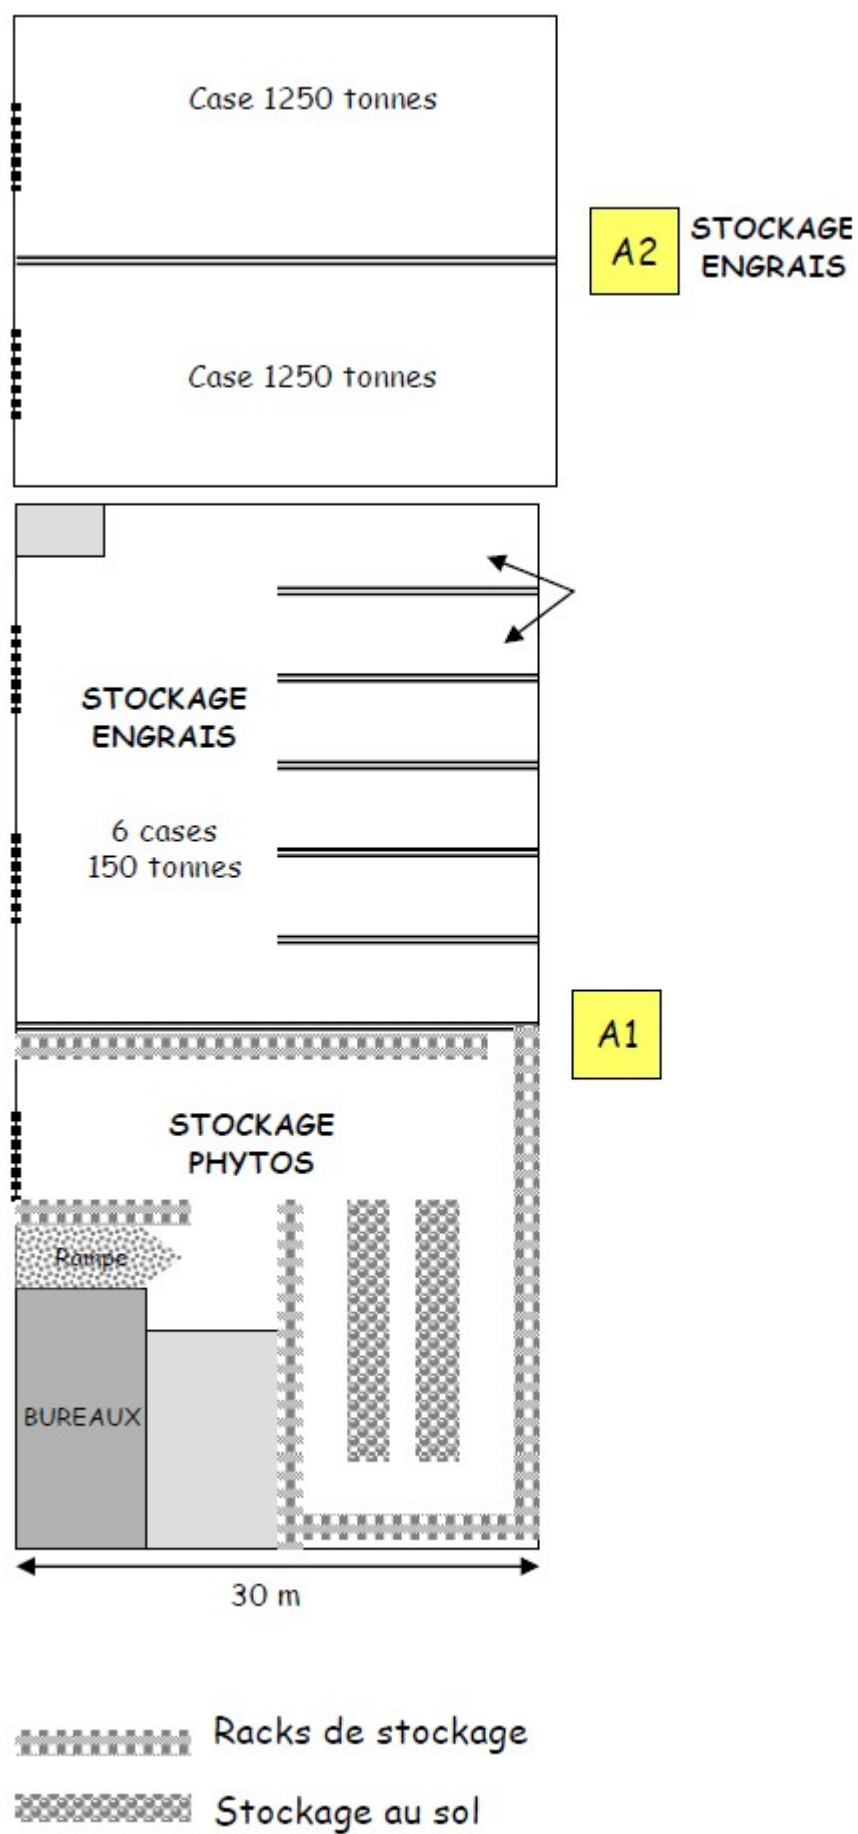 Case 1250 tonnes
A2
STOCKAGE
ENGRAIS
Case 1250 tonnes
STOCKAGE
ENGRAIS
6 cases
150 tonnes
A1
STOCKAGE
PHYTOS
Rampe
BUREAUX
30 m
Racks de stockage
Stockage au sol